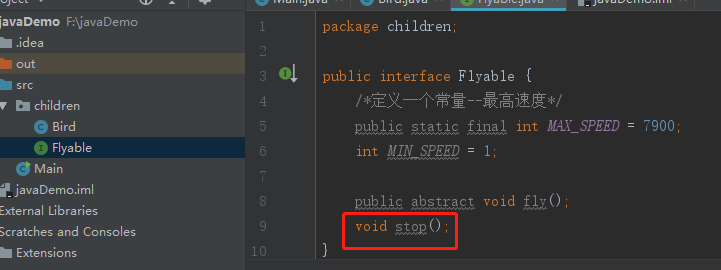 Project
Main.java
Bird.java
Flyable.java
javaDemo.iml
javaDemo F:\javaDemo
.idea
out
src
children
Bird
Flyable
Main
javaDemo.iml
External Libraries
Scratches and Consoles
Extensions
1 package children;
2
3 public interface Flyable {
4 /*定义一个常量--最高速度*/
5 public static final int MAX_SPEED = 7900;
6 int MIN_SPEED = 1;
7
8 public abstract void fly();
9 void stop();
10 }